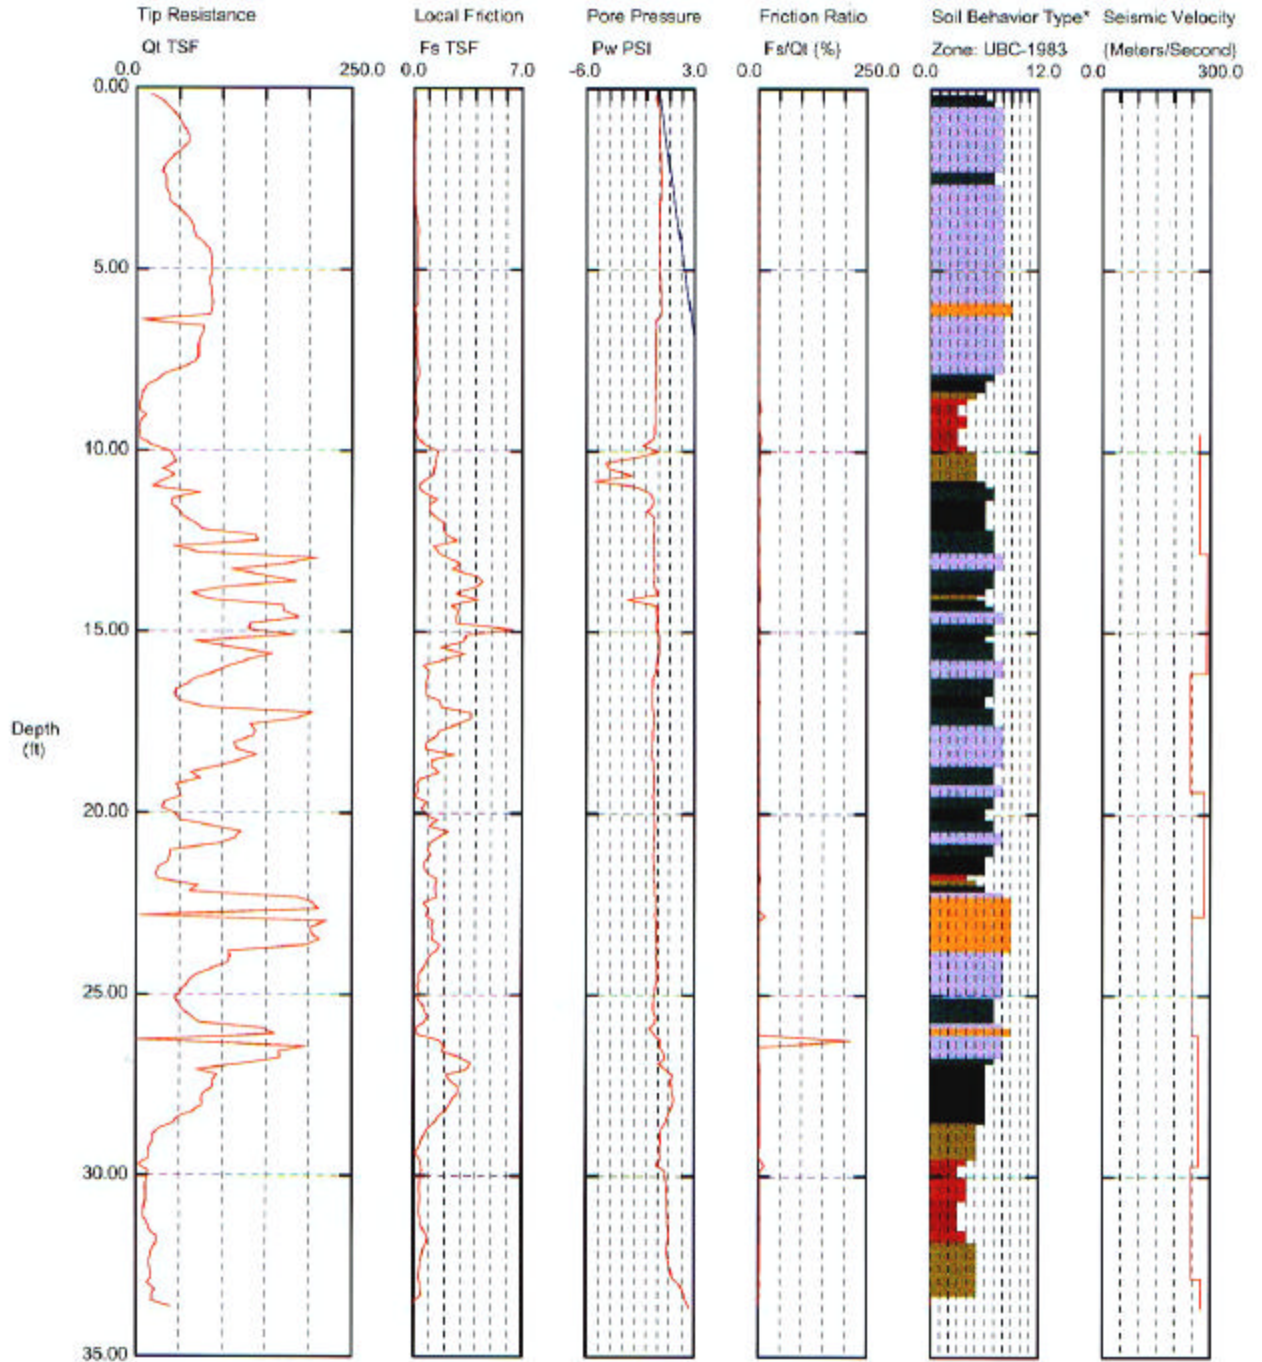 Tip Resistance Local Friction Pore Pressure Friction Ratio Soil Behavior Type* Seismic Velocity
Qt TSF Fs TSF Pw PSI Fs/Qt (%) Zone: UBC-1983 (Meters/Second)
0.0 250.0 0.0 7.0 -6.0 3.0 0.0 250.0 0.0 12.0 0.0 300.0
0.00
5.00
10.00
15.00
Depth
(ft)
20.00
25.00
30.00
35.00